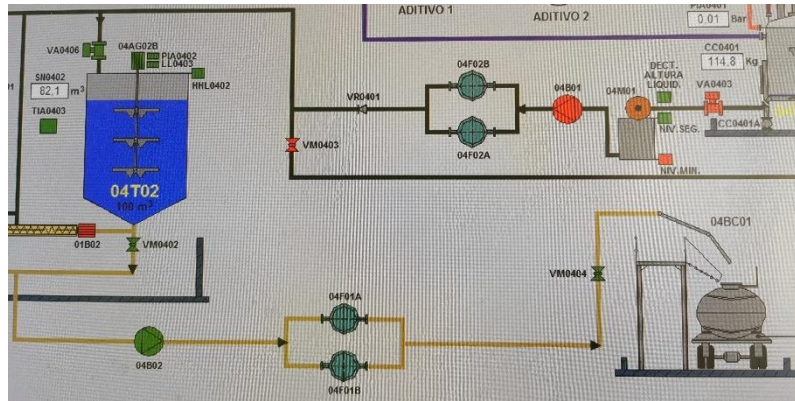 ADITIVO 1
ADITIVO 2
PIA0401
0,01 Bar
CC0401
114,8 Kg
VA0406
04AG02B
PIA0402
LL0403
HHL0402
SN0402
82,1 m³
TIA0403
04T02
100 m³
01B02
VM0402
VR0401
VM0403
04F02B
04F02A
04B01
04M01
DECT.
ALTURA
LIQUID.
VA0403
NIV.SEG.
NIV.MIN.
CC0401A
04B02
04F01A
04F01B
VM0404
04BC01